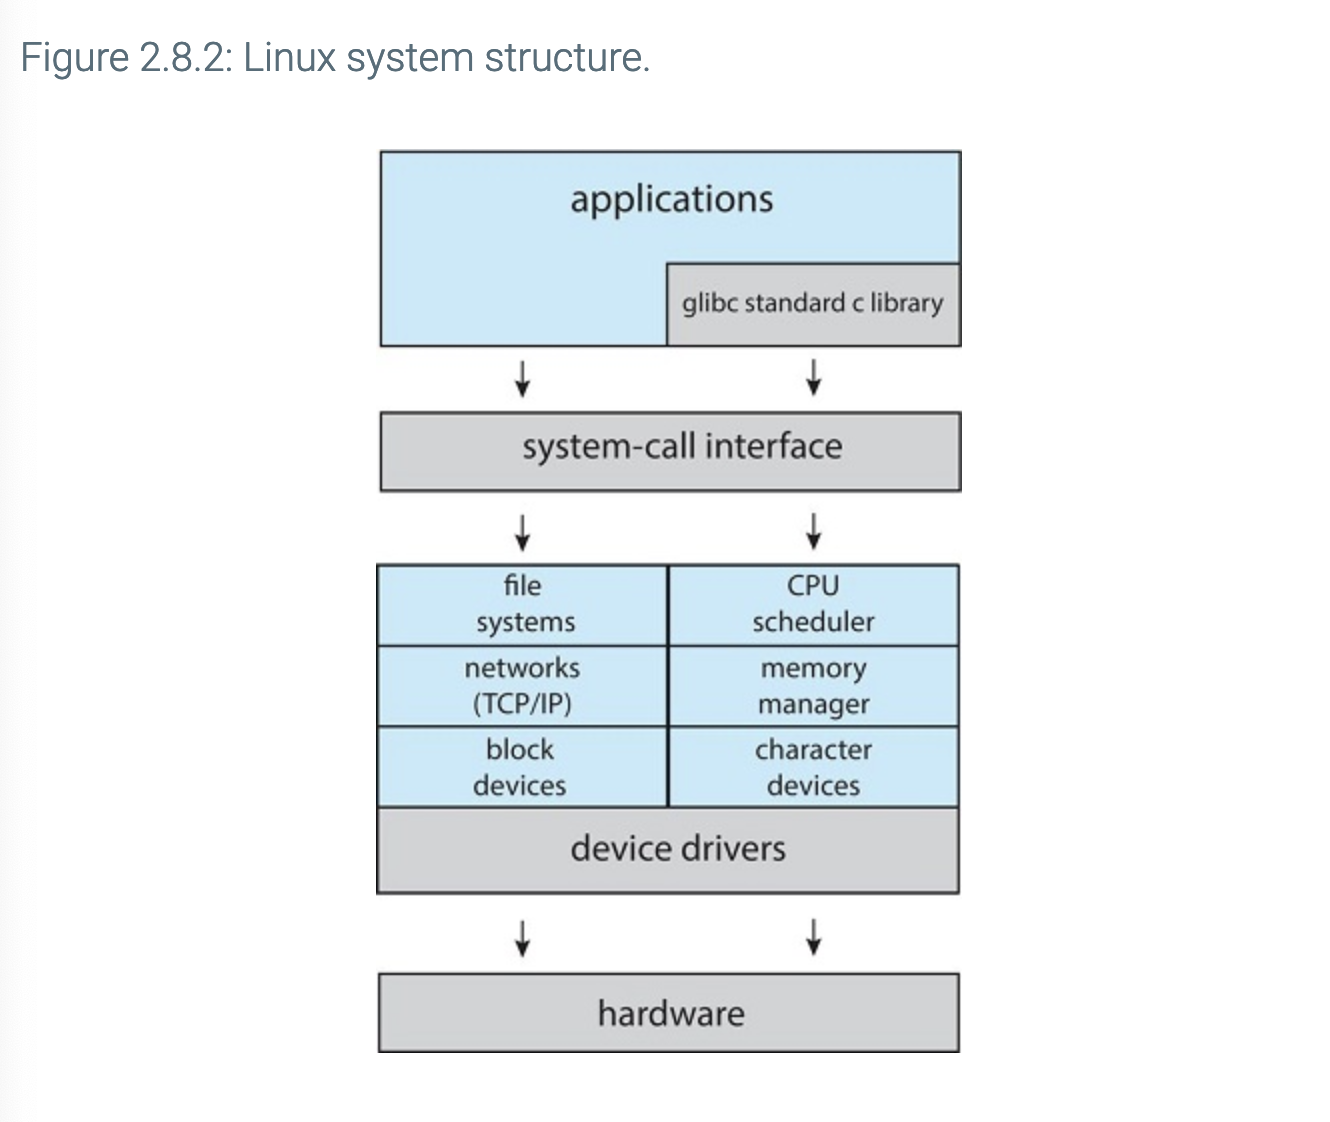 Figure 2.8.2: Linux system structure.
applications
glibc standard c library
system-call interface
file
systems
CPU
scheduler
networks
(TCP/IP)
memory
manager
block
devices
character
devices
device drivers
hardware